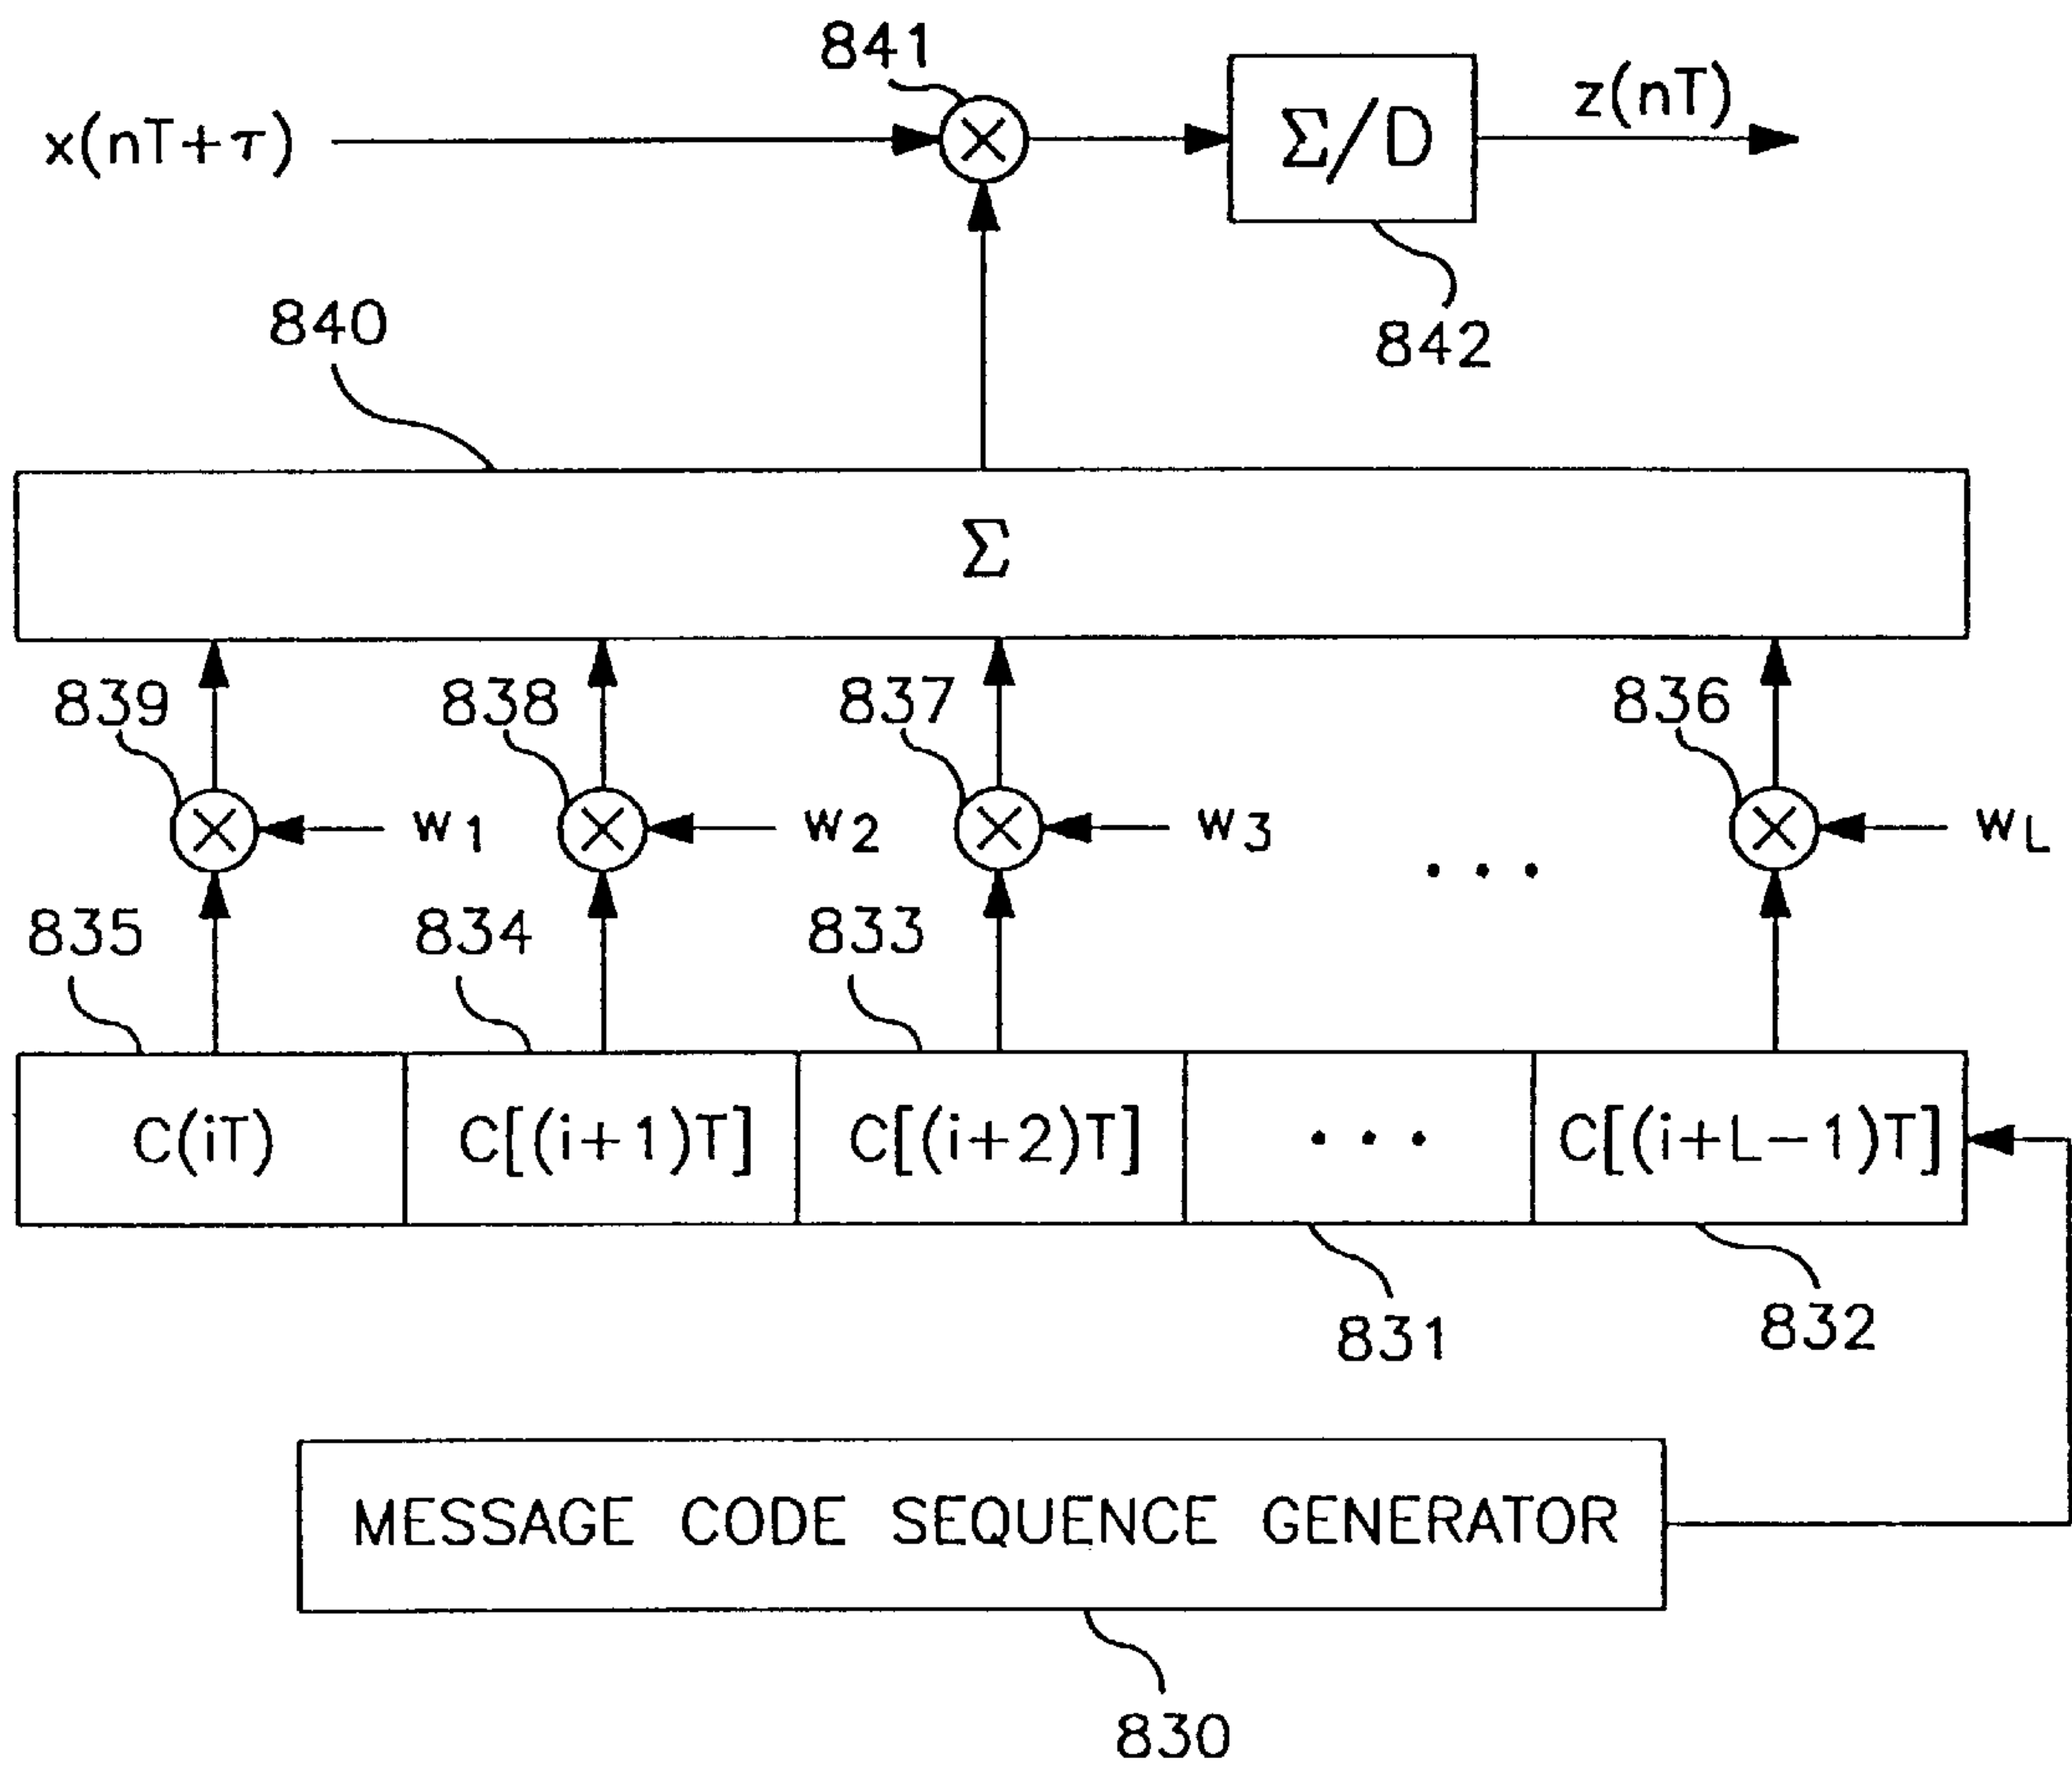 841
x(nT+τ)
Σ/D
z(nT)
840
842
Σ
839
838
837
836
w1
w2
w3
...
wL
835
834
833
C(iT)
C[(i+1)T]
C[(i+2)T]
...
C[(i+L-1)T]
831
832
MESSAGE CODE SEQUENCE GENERATOR
830